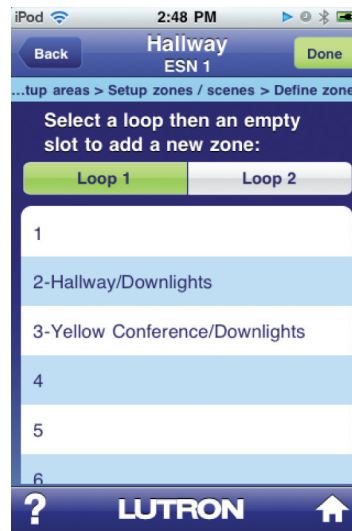 iPod 2:48 PM
Back Hallway Done
ESN 1
...tup areas > Setup zones / scenes > Define zone
Select a loop then an empty
slot to add a new zone:
Loop 1 Loop 2
1
2-Hallway/Downlights
3-Yellow Conference/Downlights
4
5
6
? LUTRON